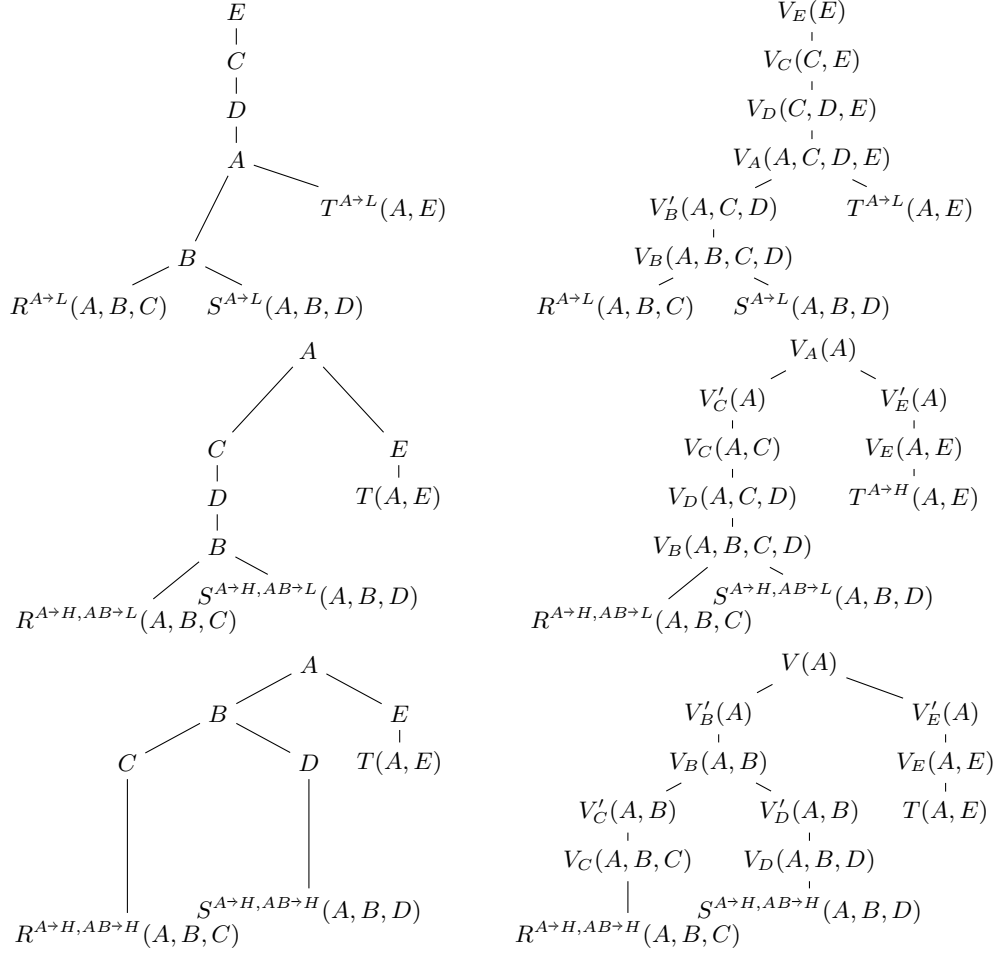 E V_E(E)
C V_C(C, E)
D V_D(C, D, E)
A V_A(A, C, D, E)
T^{A→L}(A, E) V'_B(A, C, D) T^{A→L}(A, E)
B V_B(A, B, C, D)
R^{A→L}(A, B, C) S^{A→L}(A, B, D) R^{A→L}(A, B, C) S^{A→L}(A, B, D)
A V_A(A)
V'_C(A) V'_E(A)
C E V_C(A, C) V_E(A, E)
D T(A, E) V_D(A, C, D) T^{A→H}(A, E)
B V_B(A, B, C, D)
S^{A→H,AB→L}(A, B, D) S^{A→H,AB→L}(A, B, D)
R^{A→H,AB→L}(A, B, C) R^{A→H,AB→L}(A, B, C)
A V(A)
B E V'_B(A) V'_E(A)
C D T(A, E) V_B(A, B) V_E(A, E)
V'_C(A, B) V'_D(A, B) T(A, E)
V_C(A, B, C) V_D(A, B, D)
S^{A→H,AB→H}(A, B, D) S^{A→H,AB→H}(A, B, D)
R^{A→H,AB→H}(A, B, C) R^{A→H,AB→H}(A, B, C)